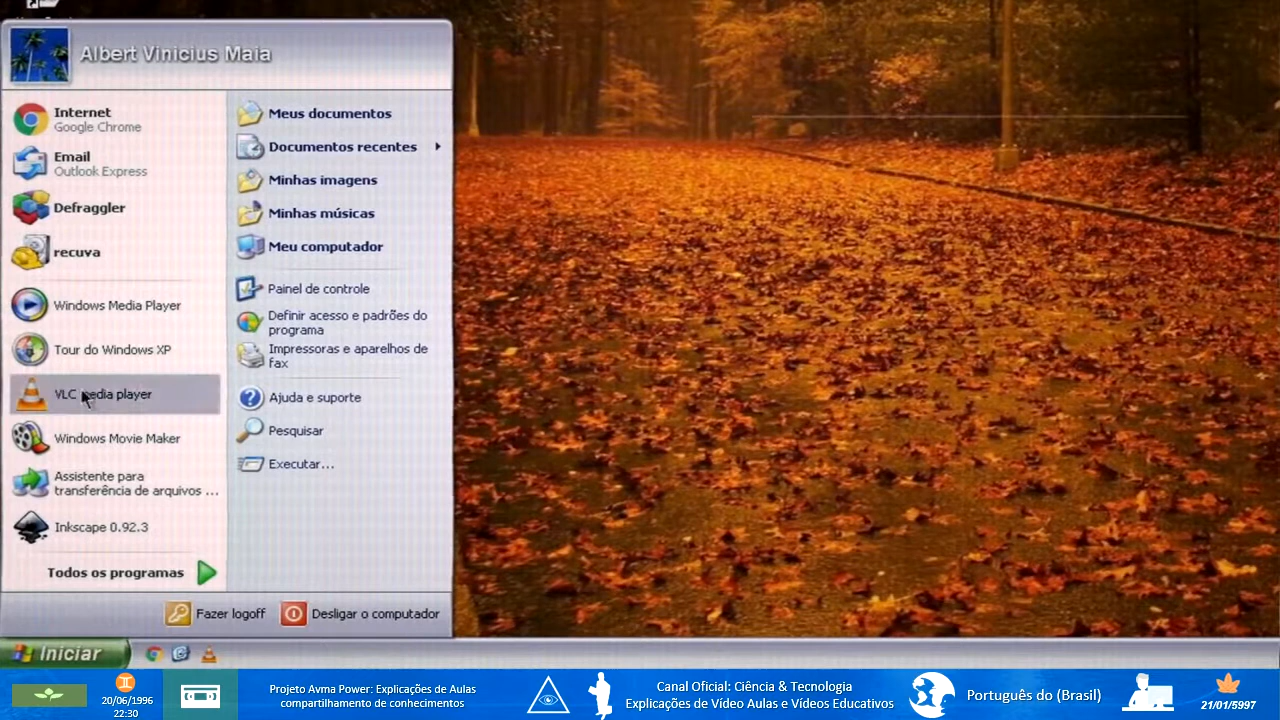 Albert Vinicius Maia
Internet
Google Chrome
Email
Outlook Express
Defraggler
recuva
Windows Media Player
Tour do Windows XP
VLC media player
Windows Movie Maker
Assistente para
transferência de arquivos ...
Inkscape 0.92.3
Todos os programas
Meus documentos
Documentos recentes
Minhas imagens
Minhas músicas
Meu computador
Painel de controle
Definir acesso e padrões do
programa
Impressoras e aparelhos de
fax
Ajuda e suporte
Pesquisar
Executar...
Fazer logoff
Desligar o computador
Iniciar
20/06/1996
22:30
Projeto Avma Power: Explicações de Aulas
compartilhamento de conhecimentos
Canal Oficial: Ciência & Tecnologia
Explicações de Vídeo Aulas e Vídeos Educativos
Português do (Brasil)
21/01/5997